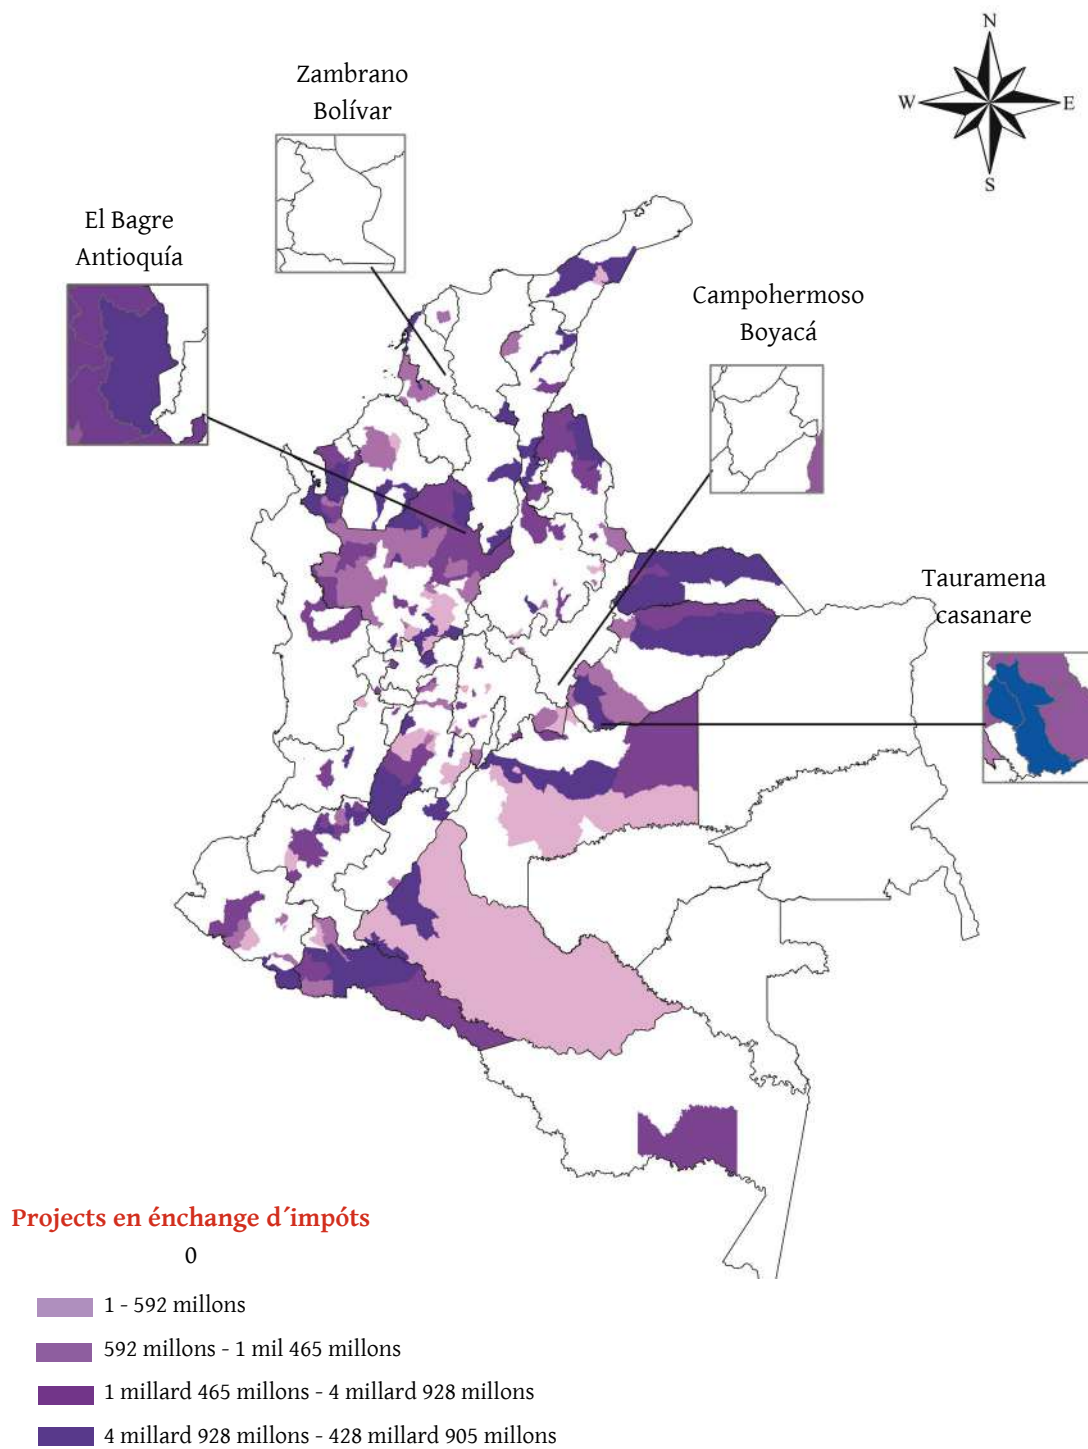 N
W
E
S
Zambrano
Bolívar
El Bagre
Antioquía
Campohermoso
Boyacá
Tauramena
casanare
Projects en énchange d´impóts
0
1 - 592 millons
592 millons - 1 mil 465 millons
1 millard 465 millons - 4 millard 928 millons
4 millard 928 millons - 428 millard 905 millons